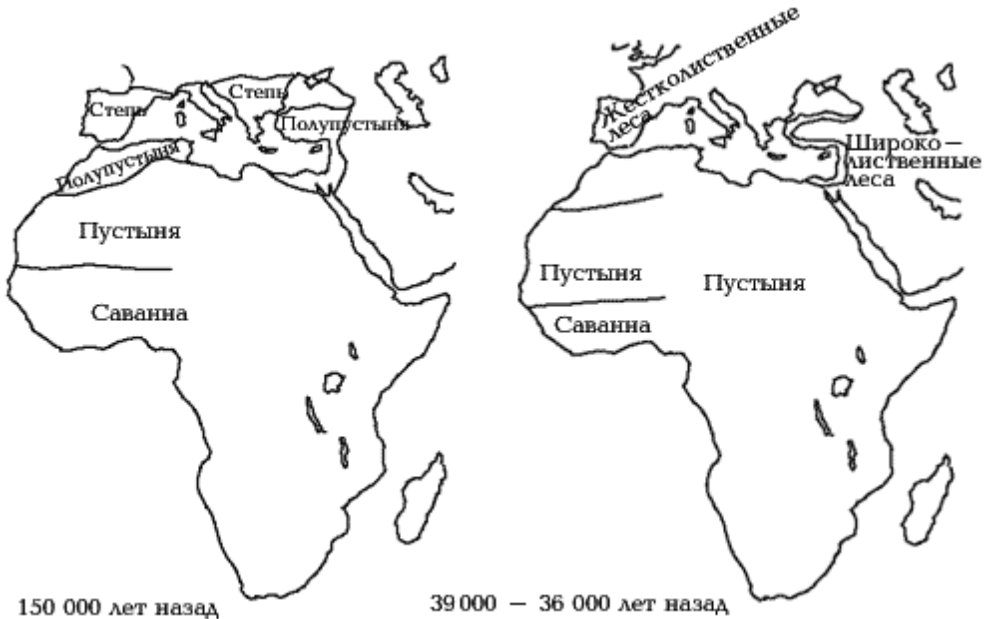 Степь
Степь
Полупустыня
Полупустыня
Пустыня
Саванна
150 000 лет назад
Жестколиственные
леса
Широко –
лиственные
леса
Пустыня
Пустыня
Саванна
39 000 – 36 000 лет назад